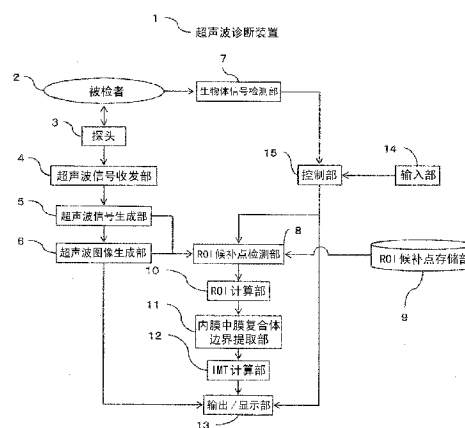 1
超声波诊断装置
2
被检者
7
生物体信号检测部
3
探头
4
超声波信号收发部
15
控制部
14
输入部
5
超声波信号生成部
6
超声波图像生成部
8
ROI候补点检测部
ROI候补点存储部
9
10
ROI计算部
11
内膜中膜复合体
边界提取部
12
IMT计算部
输出/显示部
13